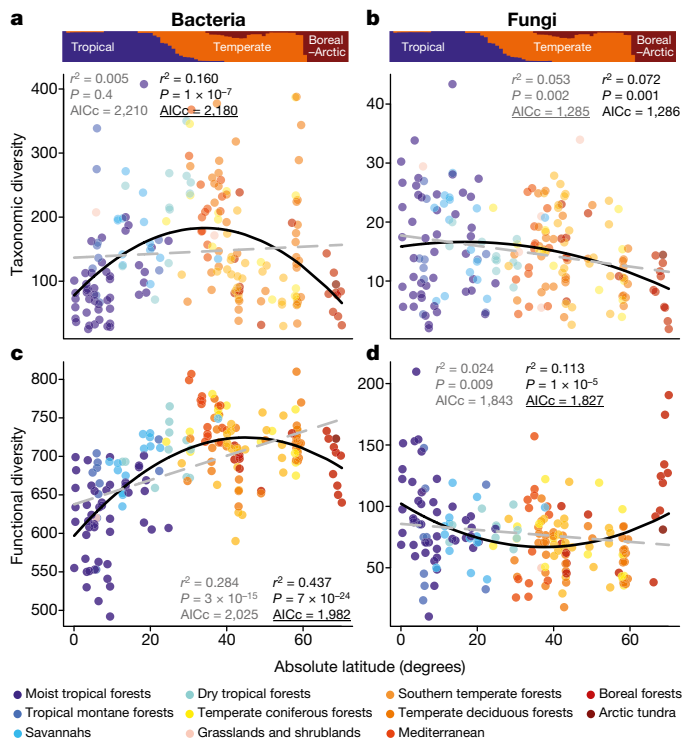 a Bacteria
Tropical Temperate Boreal
–Arctic
r² = 0.005 r² = 0.160
P = 0.4 P = 1 × 10⁻⁷
AICc = 2,210 AICc = 2,180
400
300
200
100
Taxonomic diversity
b Fungi
Tropical Temperate Boreal
–Arctic
r² = 0.053 r² = 0.072
P = 0.002 P = 0.001
AICc = 1,285 AICc = 1,286
40
30
20
10
c
800
750
700
650
600
550
500
Functional diversity
r² = 0.284 r² = 0.437
P = 3 × 10⁻¹⁵ P = 7 × 10⁻²⁴
AICc = 2,025 AICc = 1,982
0 20 40 60
d
r² = 0.024 r² = 0.113
P = 0.009 P = 1 × 10⁻⁵
AICc = 1,843 AICc = 1,827
200
150
100
50
0 20 40 60
Absolute latitude (degrees)
Moist tropical forests Dry tropical forests Southern temperate forests Boreal forests
Tropical montane forests Temperate coniferous forests Temperate deciduous forests Arctic tundra
Savannahs Grasslands and shrublands Mediterranean